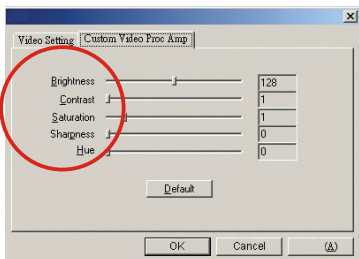 Video Setting Custom Video Proc Amp
Brightness 128
Contrast 1
Saturation 1
Sharpness 0
Hue 0
Default
OK Cancel (A)